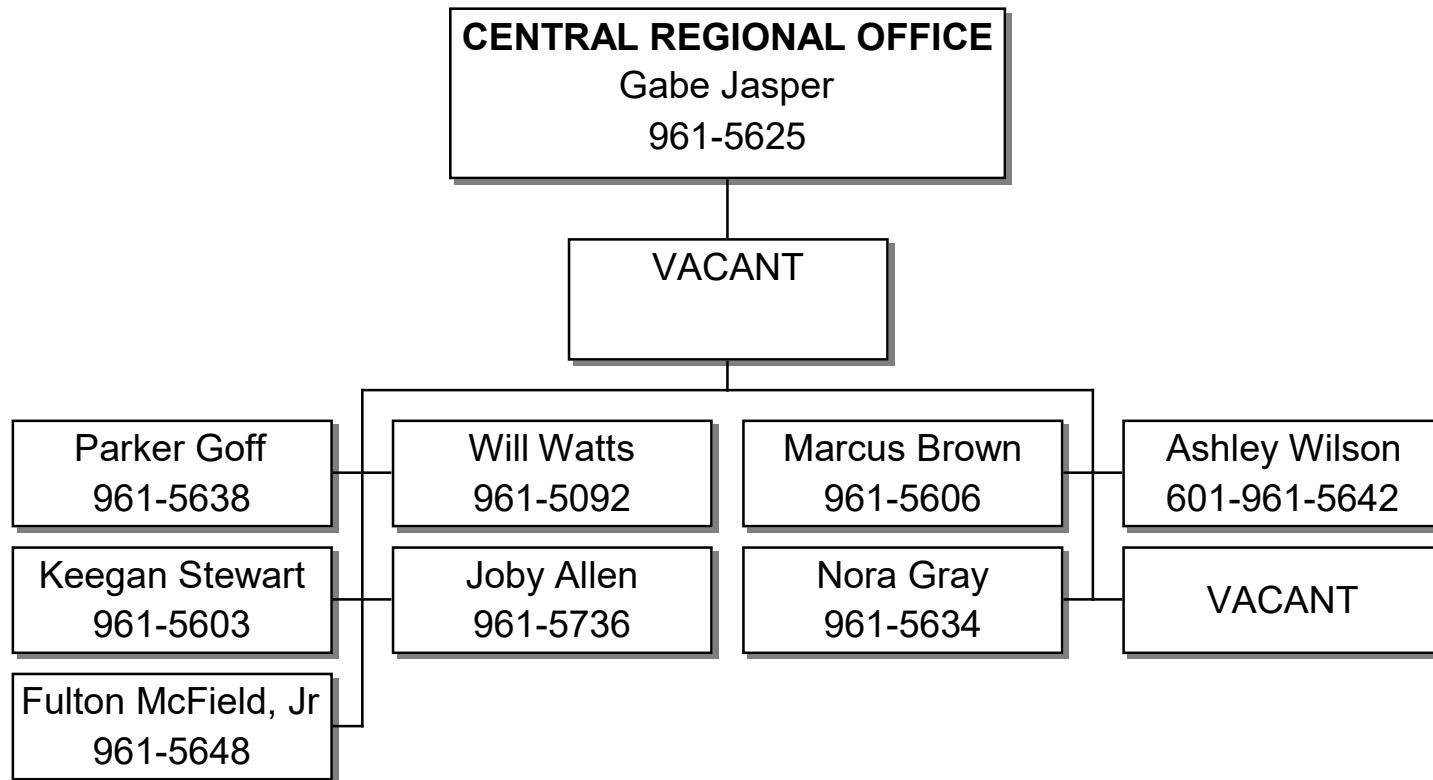 CENTRAL REGIONAL OFFICE
Gabe Jasper
961-5625
VACANT
Parker Goff
961-5638
Will Watts
961-5092
Marcus Brown
961-5606
Ashley Wilson
601-961-5642
Keegan Stewart
961-5603
Joby Allen
961-5736
Nora Gray
961-5634
VACANT
Fulton McField, Jr
961-5648